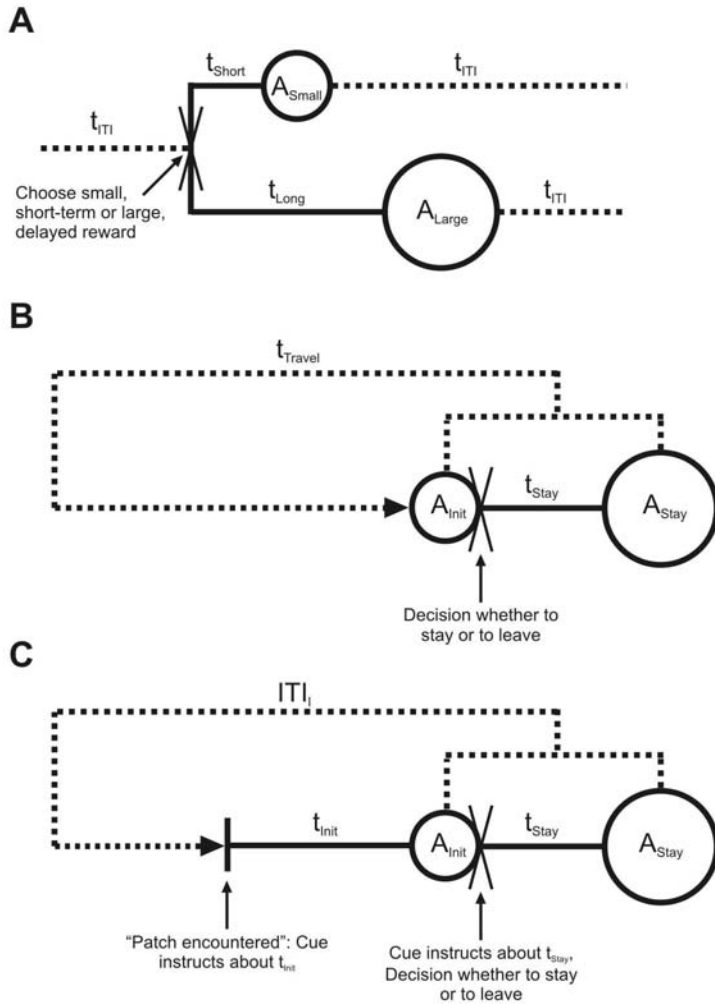 A
tShort
ASmall
tITI
tITI
Choose small,
short-term or large,
delayed reward
tLong
ALarge
tITI
B
tTravel
AInit
tStay
AStay
Decision whether to
stay or to leave
C
ITII
tInit
AInit
tStay
AStay
“Patch encountered”: Cue
instructs about tInit
Cue instructs about tStay,
Decision whether to stay
or to leave